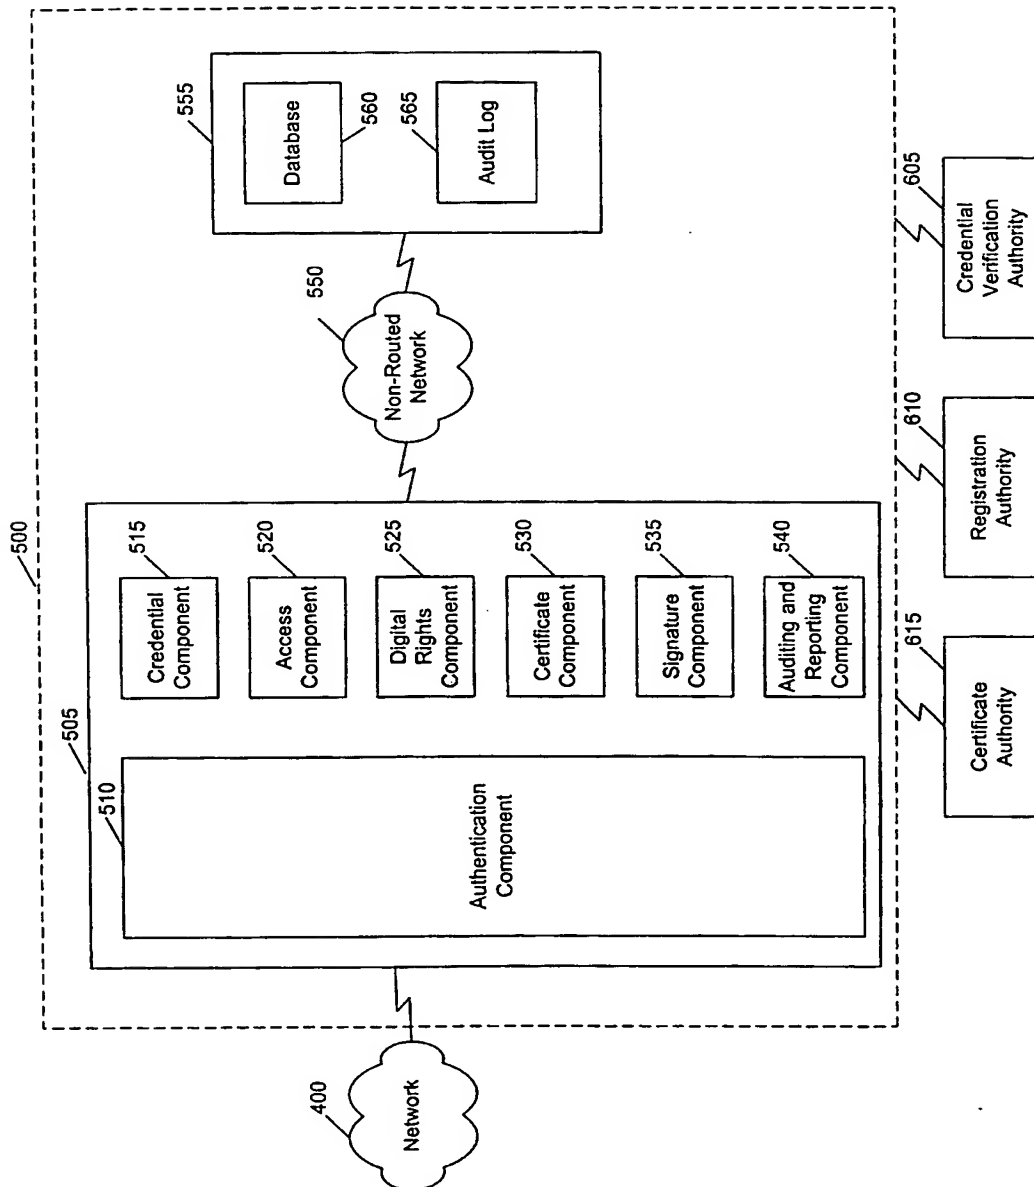 500
505
510
Authentication
Component
515
Credential
Component
520
Access
Component
525
Digital
Rights
Component
530
Certificate
Component
535
Signature
Component
540
Auditing and
Reporting
Component
400
Network
550
Non-Routed
Network
555
Database
560
565
Audit Log
615
Certificate
Authority
610
Registration
Authority
605
Credential
Verification
Authority